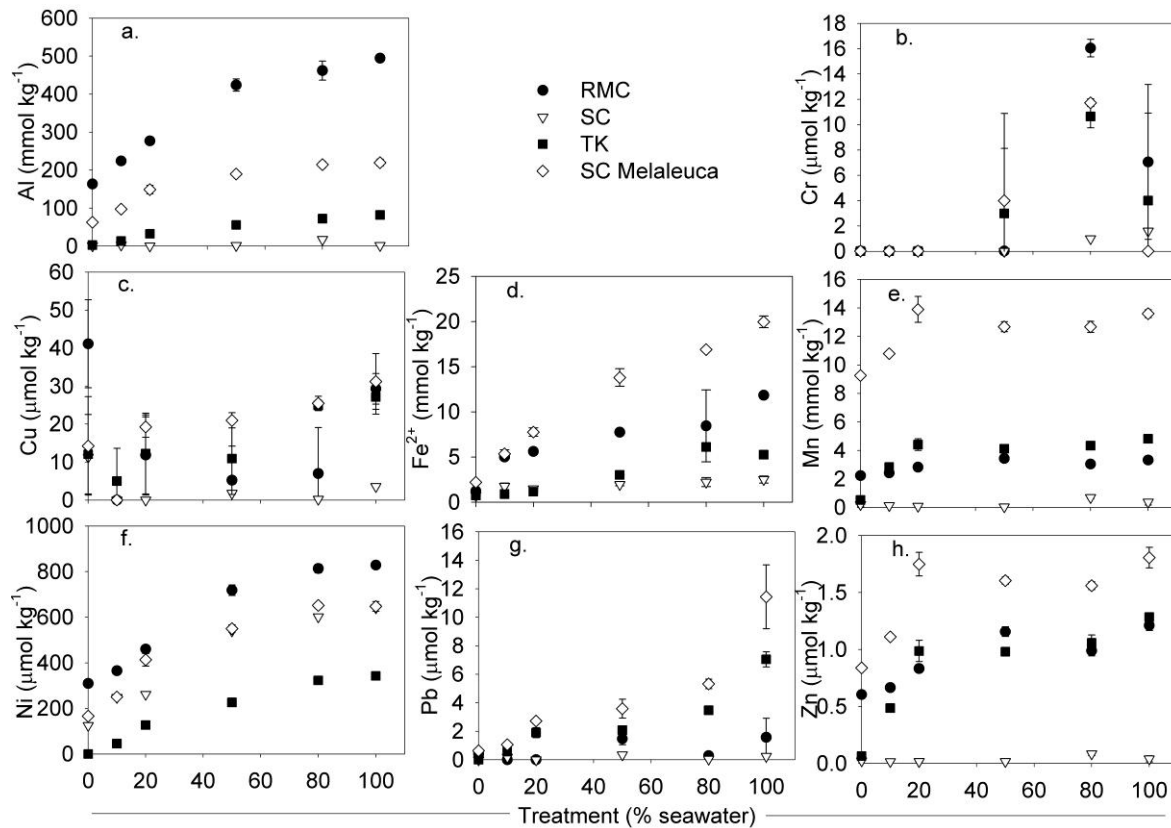 a.
Al (mmol kg⁻¹)
600
500
400
300
200
100
0
RMC
SC
TK
SC Melaleuca
b.
Cr (µmol kg⁻¹)
18
16
14
12
10
8
6
4
2
0
c.
Cu (µmol kg⁻¹)
60
50
40
30
20
10
0
d.
Fe²⁺ (mmol kg⁻¹)
25
20
15
10
5
0
e.
Mn (mmol kg⁻¹)
16
14
12
10
8
6
4
2
0
f.
Ni (µmol kg⁻¹)
1000
800
600
400
200
0
0 20 40 60 80 100
g.
Pb (µmol kg⁻¹)
16
14
12
10
8
6
4
2
0
0 20 40 60 80 100
h.
Zn (µmol kg⁻¹)
2.0
1.5
1.0
0.5
0.0
0 20 40 60 80 100
Treatment (% seawater)